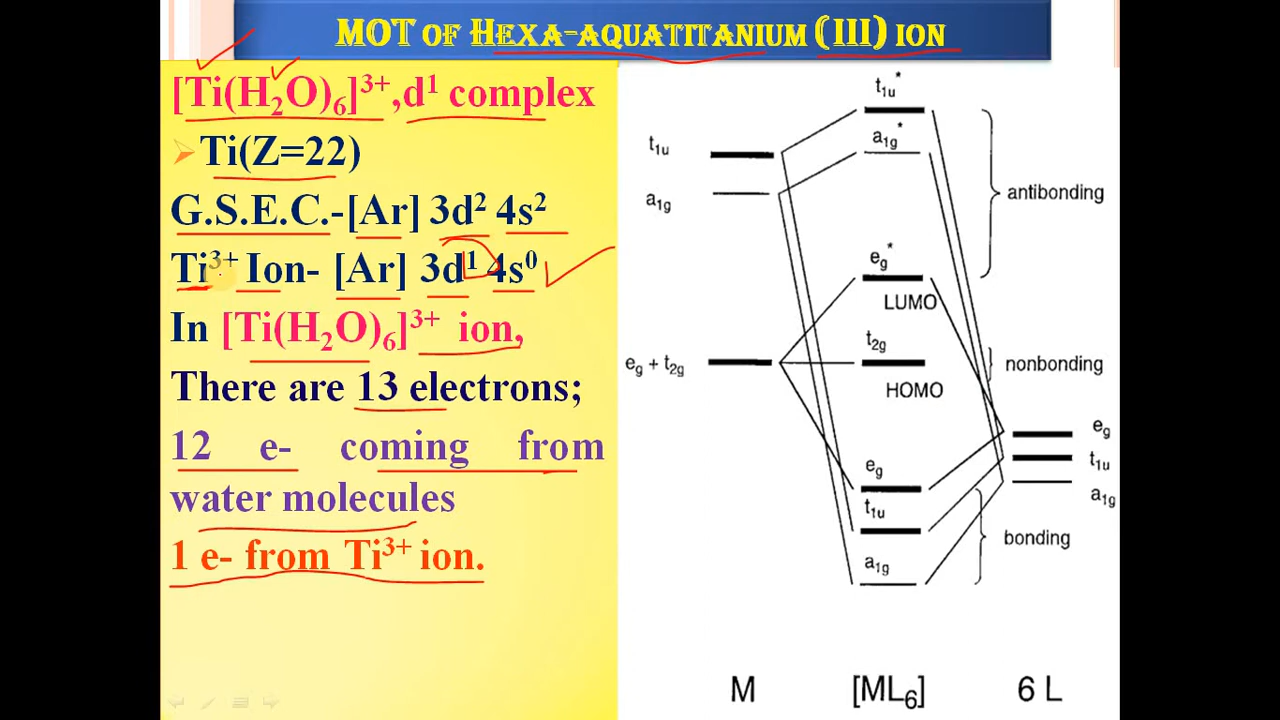 MOT OF HEXA-AQUATITANIUM (III) ION
[Ti(H₂O)₆]³⁺,d¹ complex
Ti(Z=22)
G.S.E.C.-[Ar] 3d² 4s²
Ti³⁺ Ion- [Ar] 3d¹ 4s⁰
In [Ti(H₂O)₆]³⁺ ion,
There are 13 electrons;
12 e- coming from
water molecules
1 e- from Ti³⁺ ion.
t₁ᵤ*
t₁ᵤ
a₁g*
a₁g
antibonding
eg*
LUMO
t₂g
eg + t₂g
nonbonding
HOMO
eg
t₁ᵤ
a₁g
eg
t₁ᵤ
bonding
a₁g
M
[ML₆]
6 L